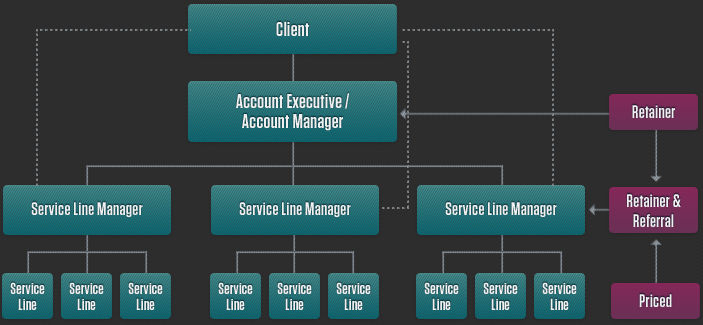 Client
Account Executive /
Account Manager
Retainer
Service Line Manager
Service Line Manager
Service Line Manager
Retainer &
Referral
Service
Line
Service
Line
Service
Line
Service
Line
Service
Line
Service
Line
Service
Line
Service
Line
Service
Line
Priced